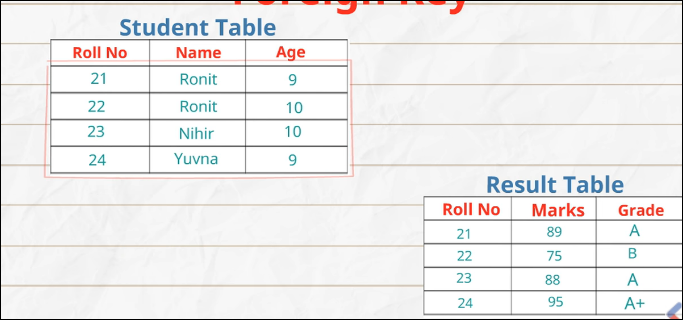 Foreign Key
Student Table
Roll No Name Age
21 Ronit 9
22 Ronit 10
23 Nihir 10
24 Yuvna 9
Result Table
Roll No Marks Grade
21 89 A
22 75 B
23 88 A
24 95 A+